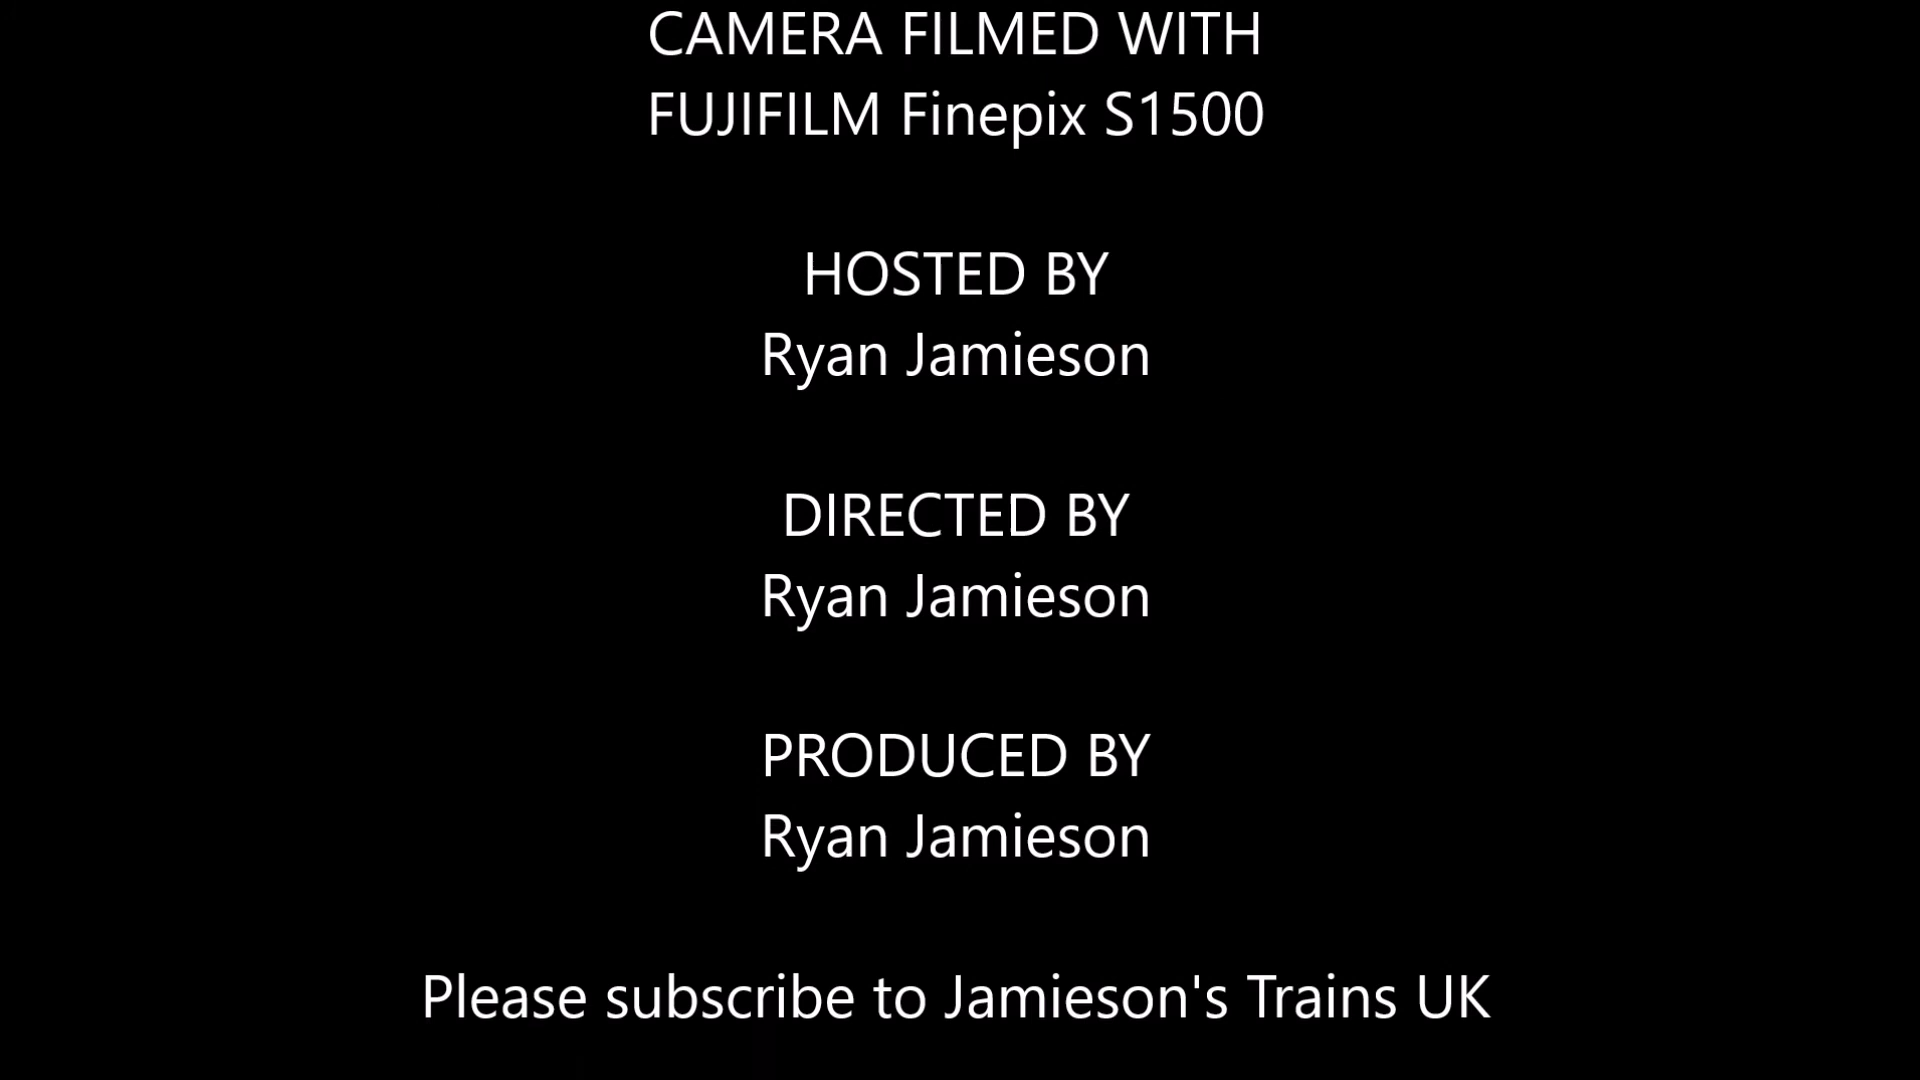 CAMERA FILMED WITH
FUJIFILM Finepix S1500
HOSTED BY
Ryan Jamieson
DIRECTED BY
Ryan Jamieson
PRODUCED BY
Ryan Jamieson
Please subscribe to Jamieson's Trains UK